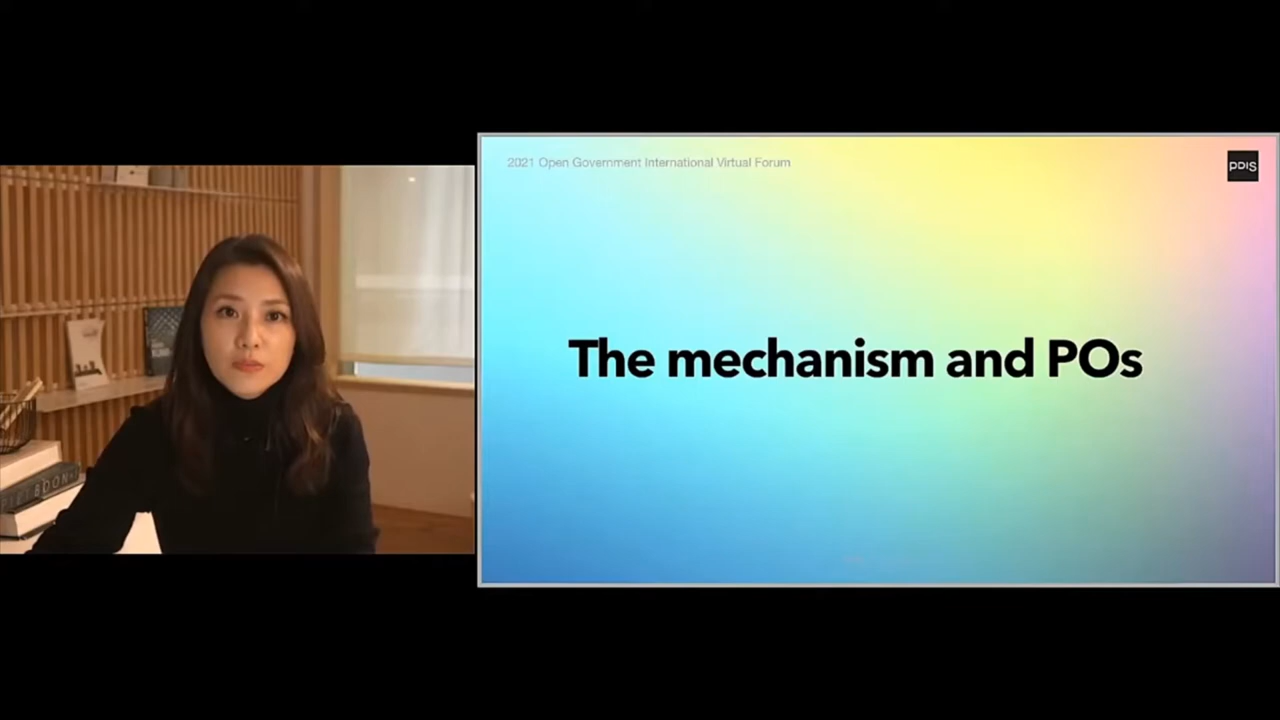 2021 Open Government International Virtual Forum
PDIS
The mechanism and POs